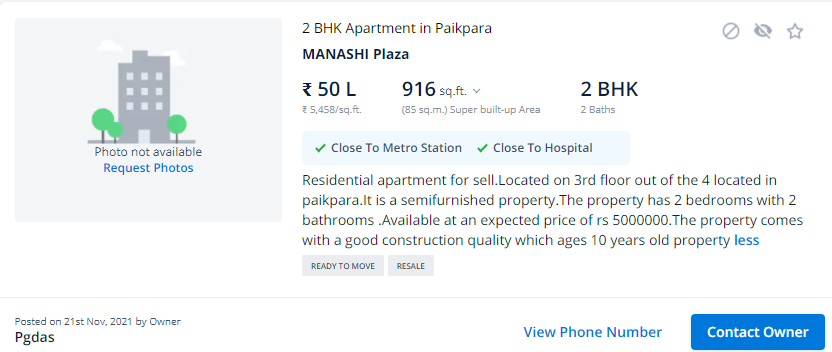 2 BHK Apartment in Paikpara
MANASHI Plaza
₹ 50 L
₹ 5,458/sq.ft.
916 sq.ft.
(85 sq.m.) Super built-up Area
2 BHK
2 Baths
Photo not available
Request Photos
Close To Metro Station
Close To Hospital
Residential apartment for sell.Located on 3rd floor out of the 4 located in
paikpara.It is a semifurnished property.The property has 2 bedrooms with 2
bathrooms .Available at an expected price of rs 5000000.The property comes
with a good construction quality which ages 10 years old property less
READY TO MOVE
RESALE
Posted on 21st Nov, 2021 by Owner
Pgdas
View Phone Number
Contact Owner